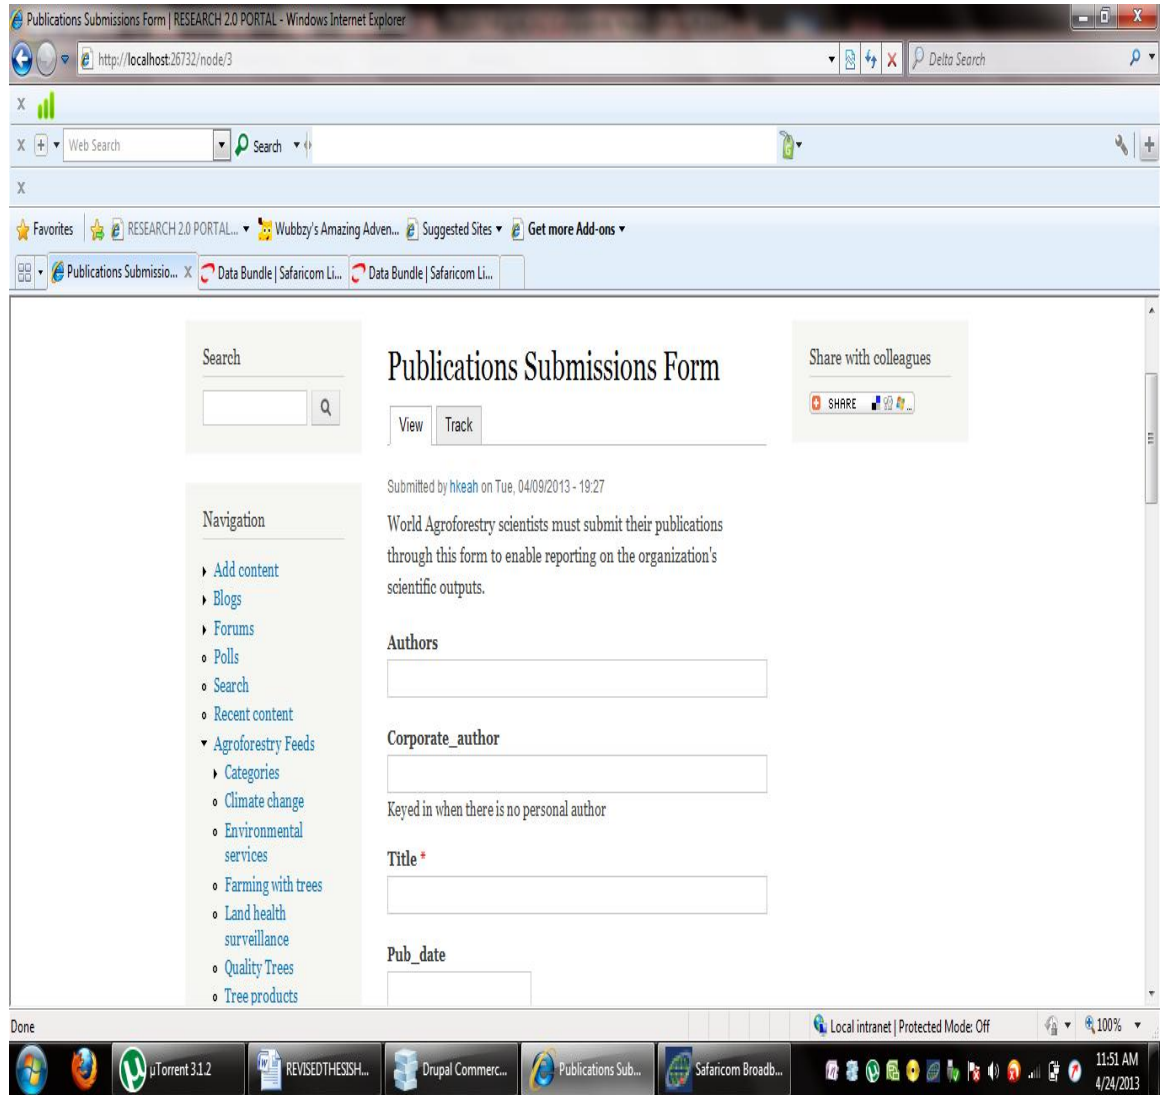 Publications Submissions Form | RESEARCH 2.0 PORTAL - Windows Internet Explorer
http://localhost:26732/node/3
Delta Search
X
X Web Search Search
X
Favorites RESEARCH 2.0 PORTAL... Wubbzy's Amazing Adven... Suggested Sites Get more Add-ons
Publications Submissio... X Data Bundle | Safaricom Li... Data Bundle | Safaricom Li...
Search
Publications Submissions Form
View Track
Share with colleagues
SHARE
Submitted by hkeah on Tue, 04/09/2013 - 19:27
World Agroforestry scientists must submit their publications
through this form to enable reporting on the organization's
scientific outputs.
Navigation
Add content
Blogs
Forums
Polls
Search
Recent content
Agroforestry Feeds
Categories
Climate change
Environmental
services
Farming with trees
Land health
surveillance
Quality Trees
Tree products
Authors
Corporate_author
Keyed in when there is no personal author
Title *
Pub_date
Done Local intranet | Protected Mode: Off 100%
µTorrent 3.1.2 REVISEDTHESISH... Drupal Commerc... Publications Sub... Safaricom Broadb... 11:51 AM
4/24/2013